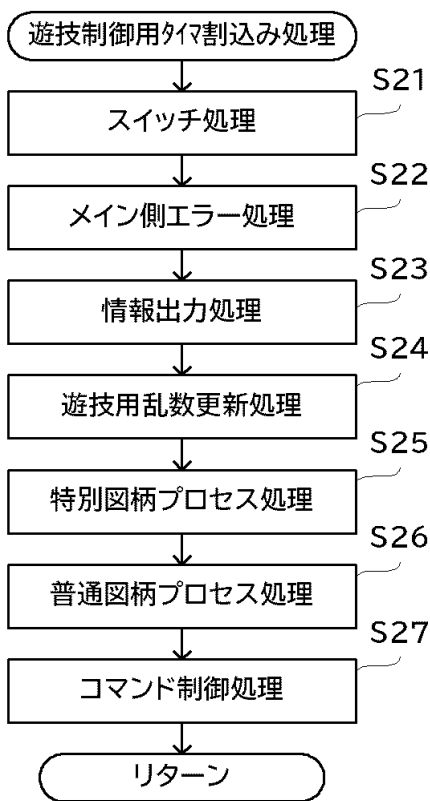 遊技制御用ﾀｲﾏ割込み処理
S21
スイッチ処理
S22
メイン側エラー処理
S23
情報出力処理
S24
遊技用乱数更新処理
S25
特別図柄プロセス処理
S26
普通図柄プロセス処理
S27
コマンド制御処理
リターン